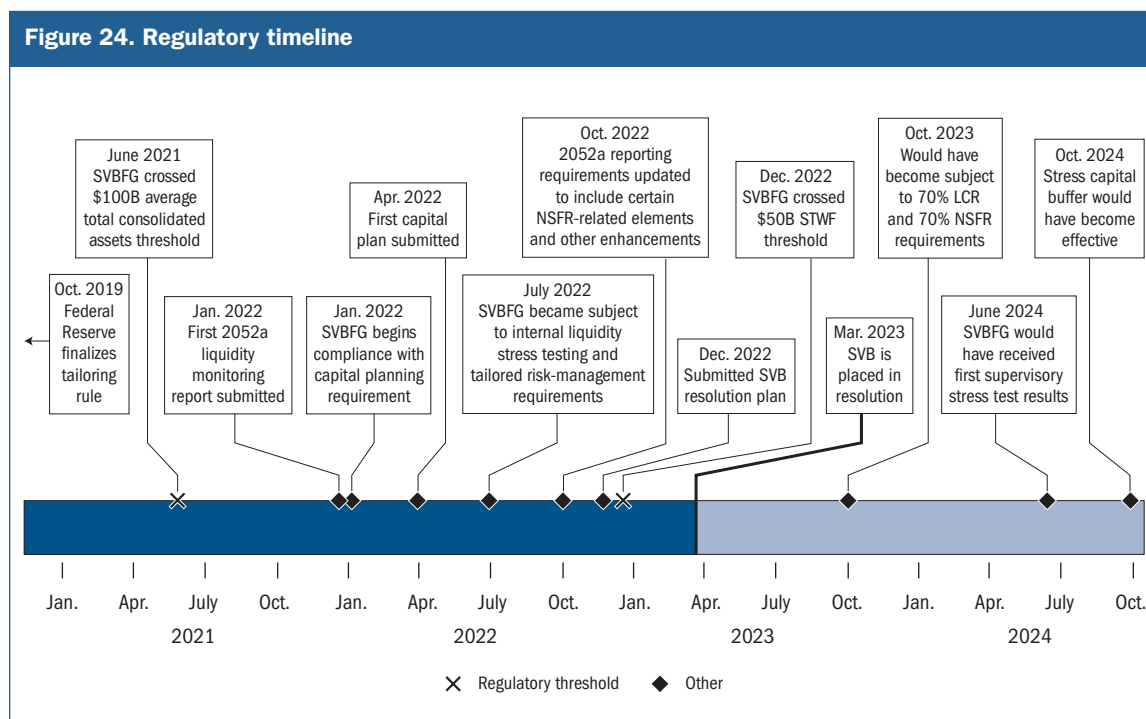 Figure 24. Regulatory timeline
Oct. 2019
Federal
Reserve
finalizes
tailoring
rule
June 2021
SVBFG crossed
$100B average
total consolidated
assets threshold
Jan. 2022
First 2052a
liquidity
monitoring
report submitted
Jan. 2022
SVBFG begins
compliance with
capital planning
requirement
Apr. 2022
First capital
plan submitted
July 2022
SVBFG became subject
to internal liquidity
stress testing and
tailored risk-management
requirements
Oct. 2022
2052a reporting
requirements updated
to include certain
NSFR-related elements
and other enhancements
Dec. 2022
Submitted SVB
resolution plan
Dec. 2022
SVBFG crossed
$50B STWF
threshold
Mar. 2023
SVB is
placed in
resolution
Oct. 2023
Would have
become subject
to 70% LCR
and 70% NSFR
requirements
June 2024
SVBFG would
have received
first supervisory
stress test results
Oct. 2024
Stress capital
buffer would
have become
effective
Jan. Apr. July Oct. Jan. Apr. July Oct. Jan. Apr. July Oct. Jan. Apr. July Oct.
2021 2022 2023 2024
Regulatory threshold Other